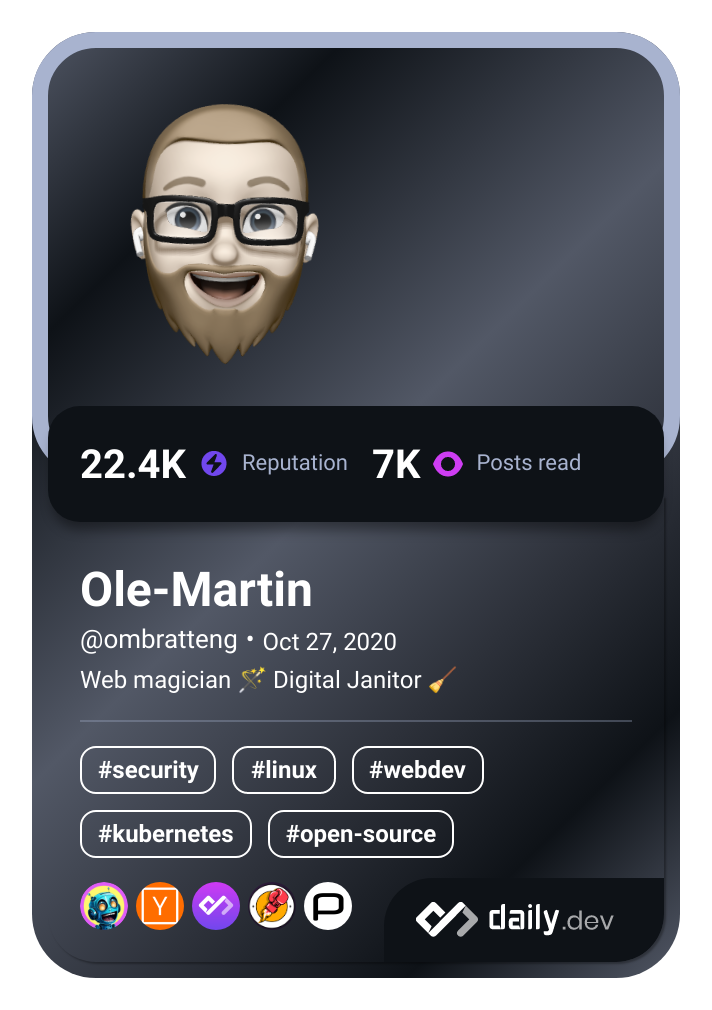 22.4K Reputation 7K Posts read
Ole-Martin
@ombratteng • Oct 27, 2020
Web magician 🪄 Digital Janitor 🧹
#security #linux #webdev
#kubernetes #open-source
Y daily.dev